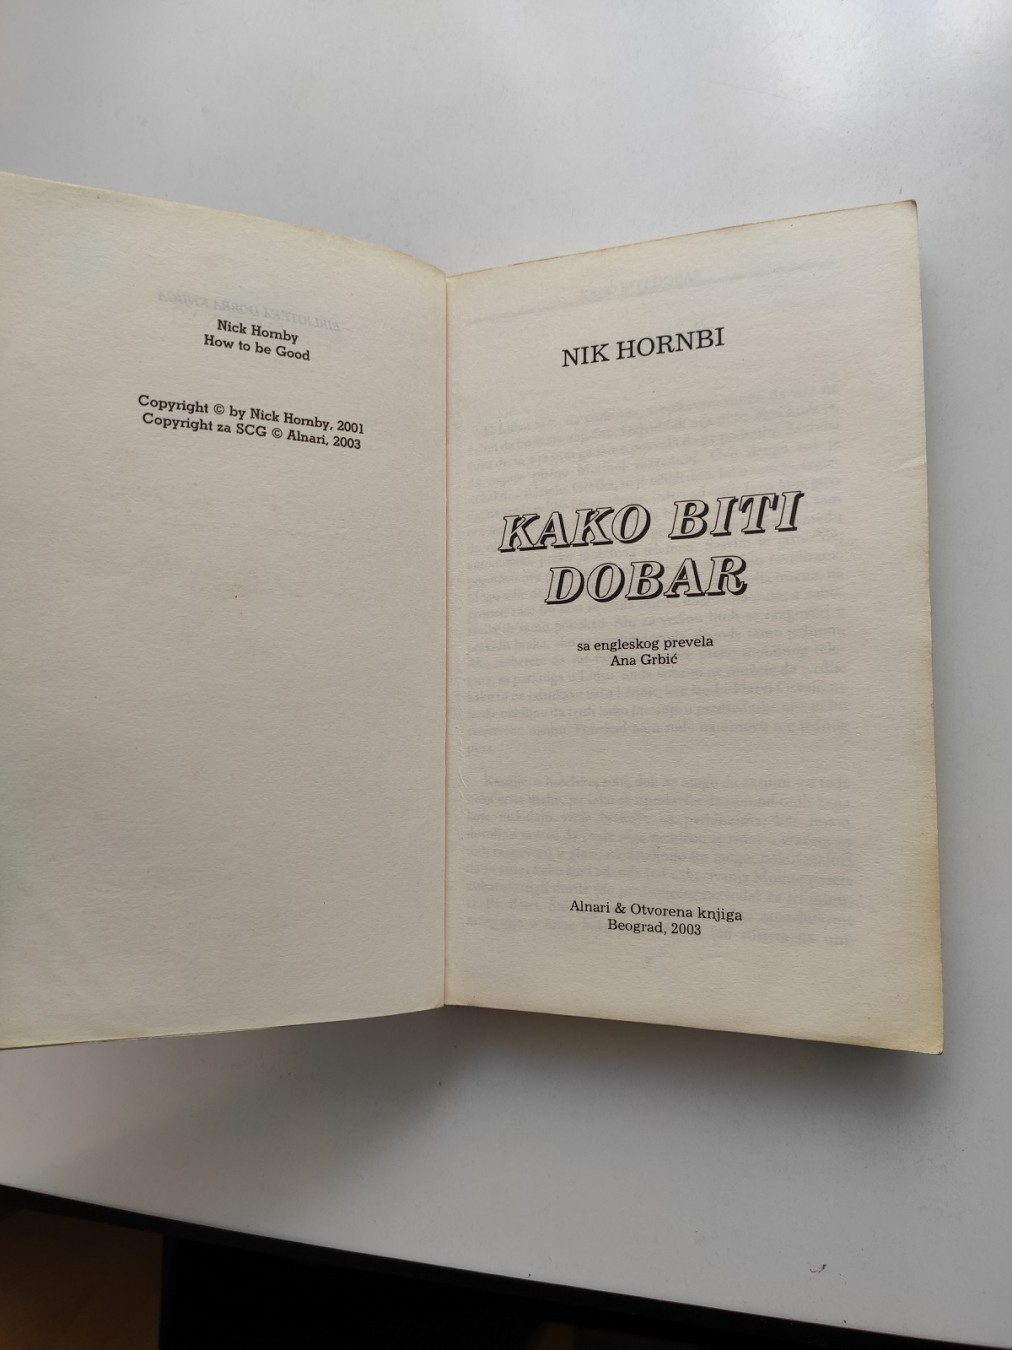 Nick Hornby
How to be Good
Copyright © by Nick Hornby, 2001
Copyright za SCG © Alnari, 2003
NIK HORNBI
KAKO BITI
DOBAR
sa engleskog prevela
Ana Grbić
Alnari & Otvorena knjiga
Beograd, 2003